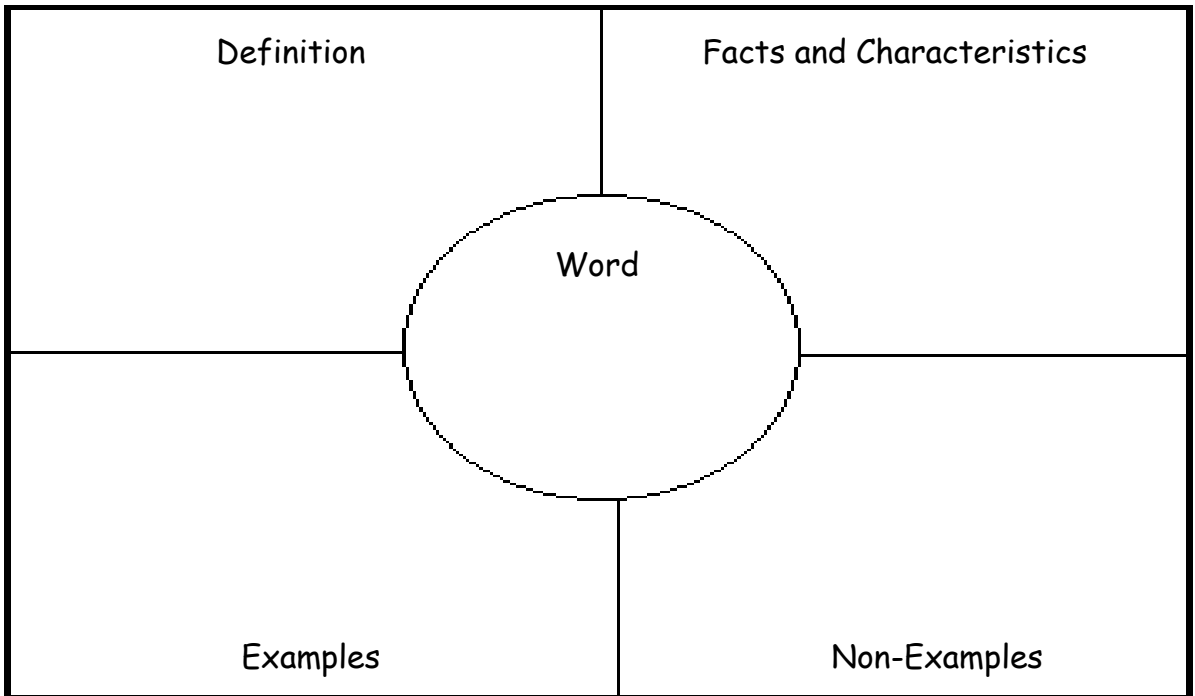 Definition
Facts and Characteristics
Word
Examples
Non-Examples